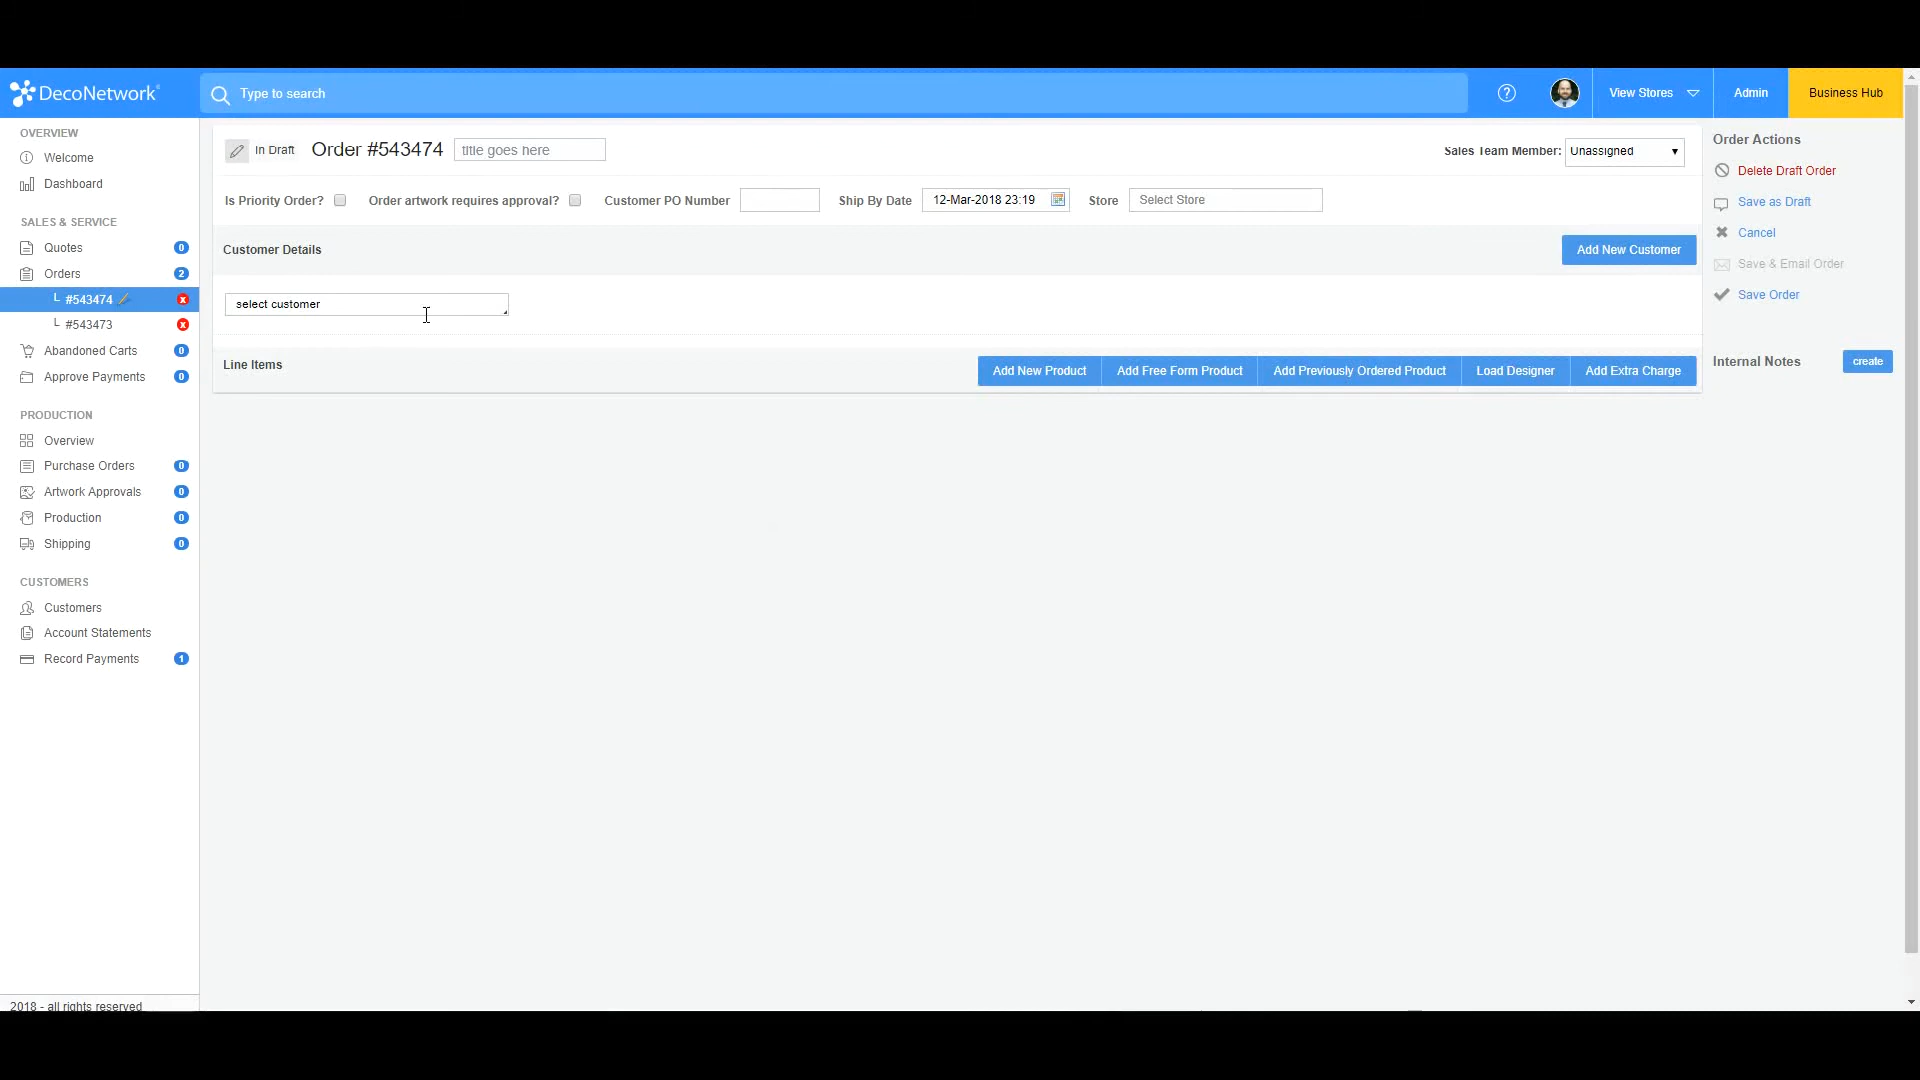 DecoNetwork
Type to search
?
View Stores
Admin
Business Hub
OVERVIEW
Welcome
Dashboard
SALES & SERVICE
Quotes 0
Orders 2
#543474 x
#543473 x
Abandoned Carts 0
Approve Payments 0
PRODUCTION
Overview
Purchase Orders 0
Artwork Approvals 0
Production 0
Shipping 0
CUSTOMERS
Customers
Account Statements
Record Payments 1
2018 - all rights reserved
In Draft Order #543474 title goes here
Sales Team Member: Unassigned
Is Priority Order? Order artwork requires approval? Customer PO Number Ship By Date 12-Mar-2018 23:19 Store Select Store
Customer Details Add New Customer
select customer
Line Items Add New Product Add Free Form Product Add Previously Ordered Product Load Designer Add Extra Charge
Order Actions
Delete Draft Order
Save as Draft
Cancel
Save & Email Order
Save Order
Internal Notes create